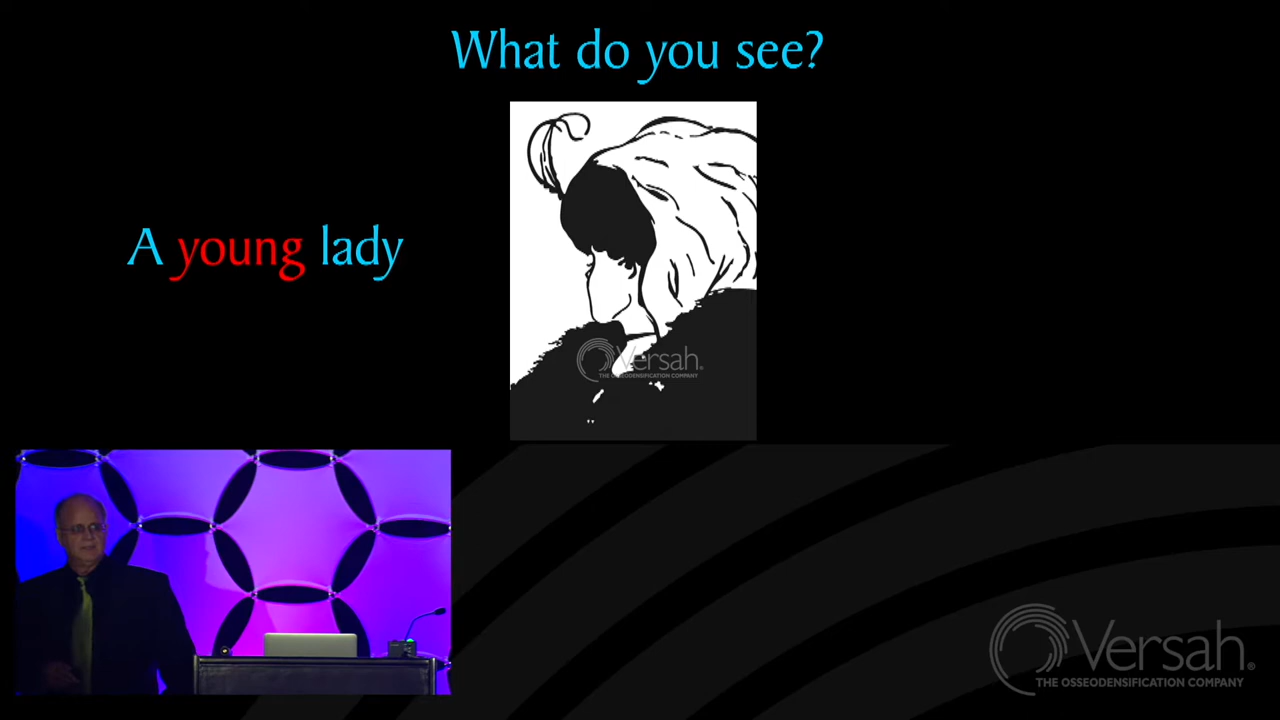 What do you see?
A young lady
Versah®
THE OSSEODENSIFICATION COMPANY
Versah®
THE OSSEODENSIFICATION COMPANY